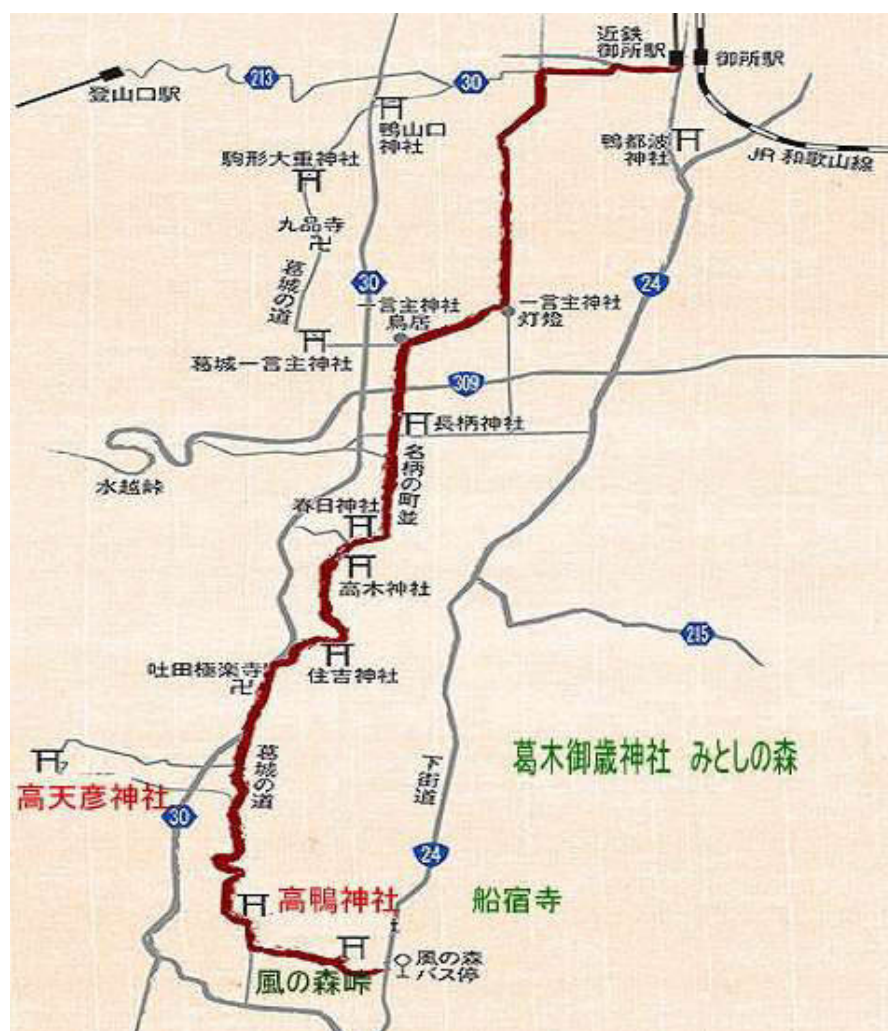 近鉄
御所駅
御所駅
213
30
登山口駅
鴨山口
神社
鴨都波
神社
JR 和歌山線
駒形大重神社
九品寺
葛城の道
30
24
一言主神社
鳥居
一言主神社
灯燈
葛城一言主神社
309
長柄神社
名柄の町並
水越峠
春日神社
高木神社
215
吐田極楽寺
住吉神社
葛城の道
下街道
葛木御歳神社 みとしの森
高天彦神社
30
24
高鴨神社
船宿寺
風の森
バス停
風の森峠